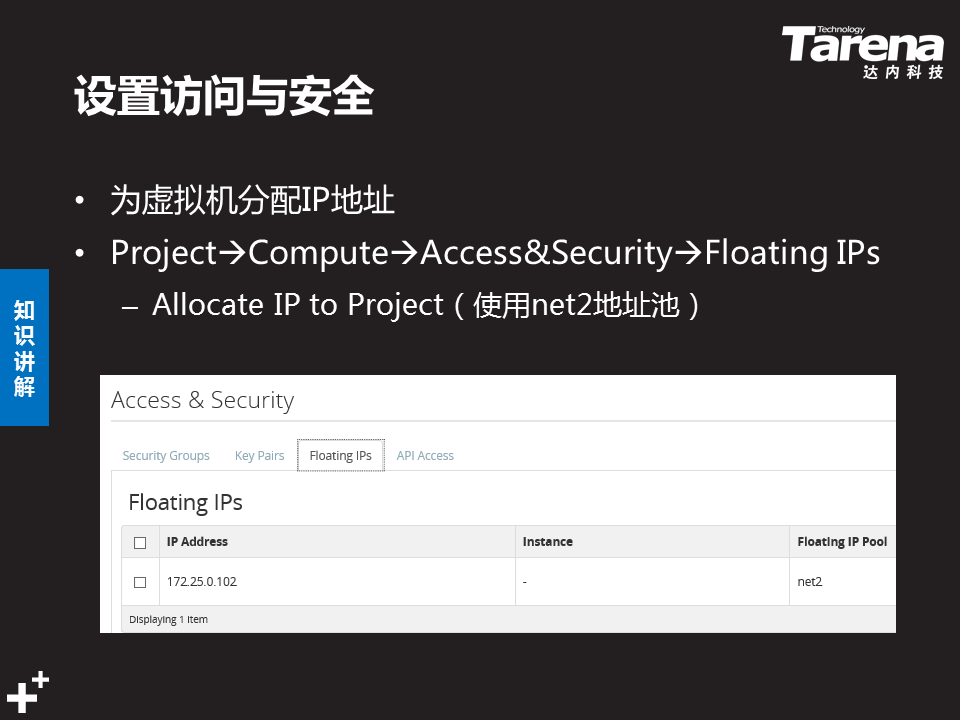 Technology
Tarena
达内科技
设置访问与安全
• 为虚拟机分配IP地址
• Project→Compute→Access&Security→Floating IPs
– Allocate IP to Project（使用net2地址池）
知识讲解
Access & Security
Security Groups Key Pairs Floating IPs API Access
Floating IPs
IP Address Instance Floating IP Pool
172.25.0.102 - net2
Displaying 1 item